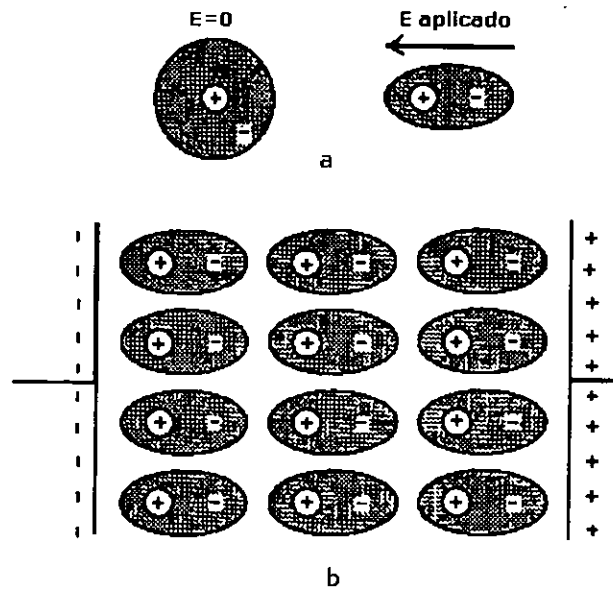 E=0
E aplicado
+
-
+
-
a
- + - + - + - +
- + - + - + - +
- + - + - + - +
- + - + - + - +
b